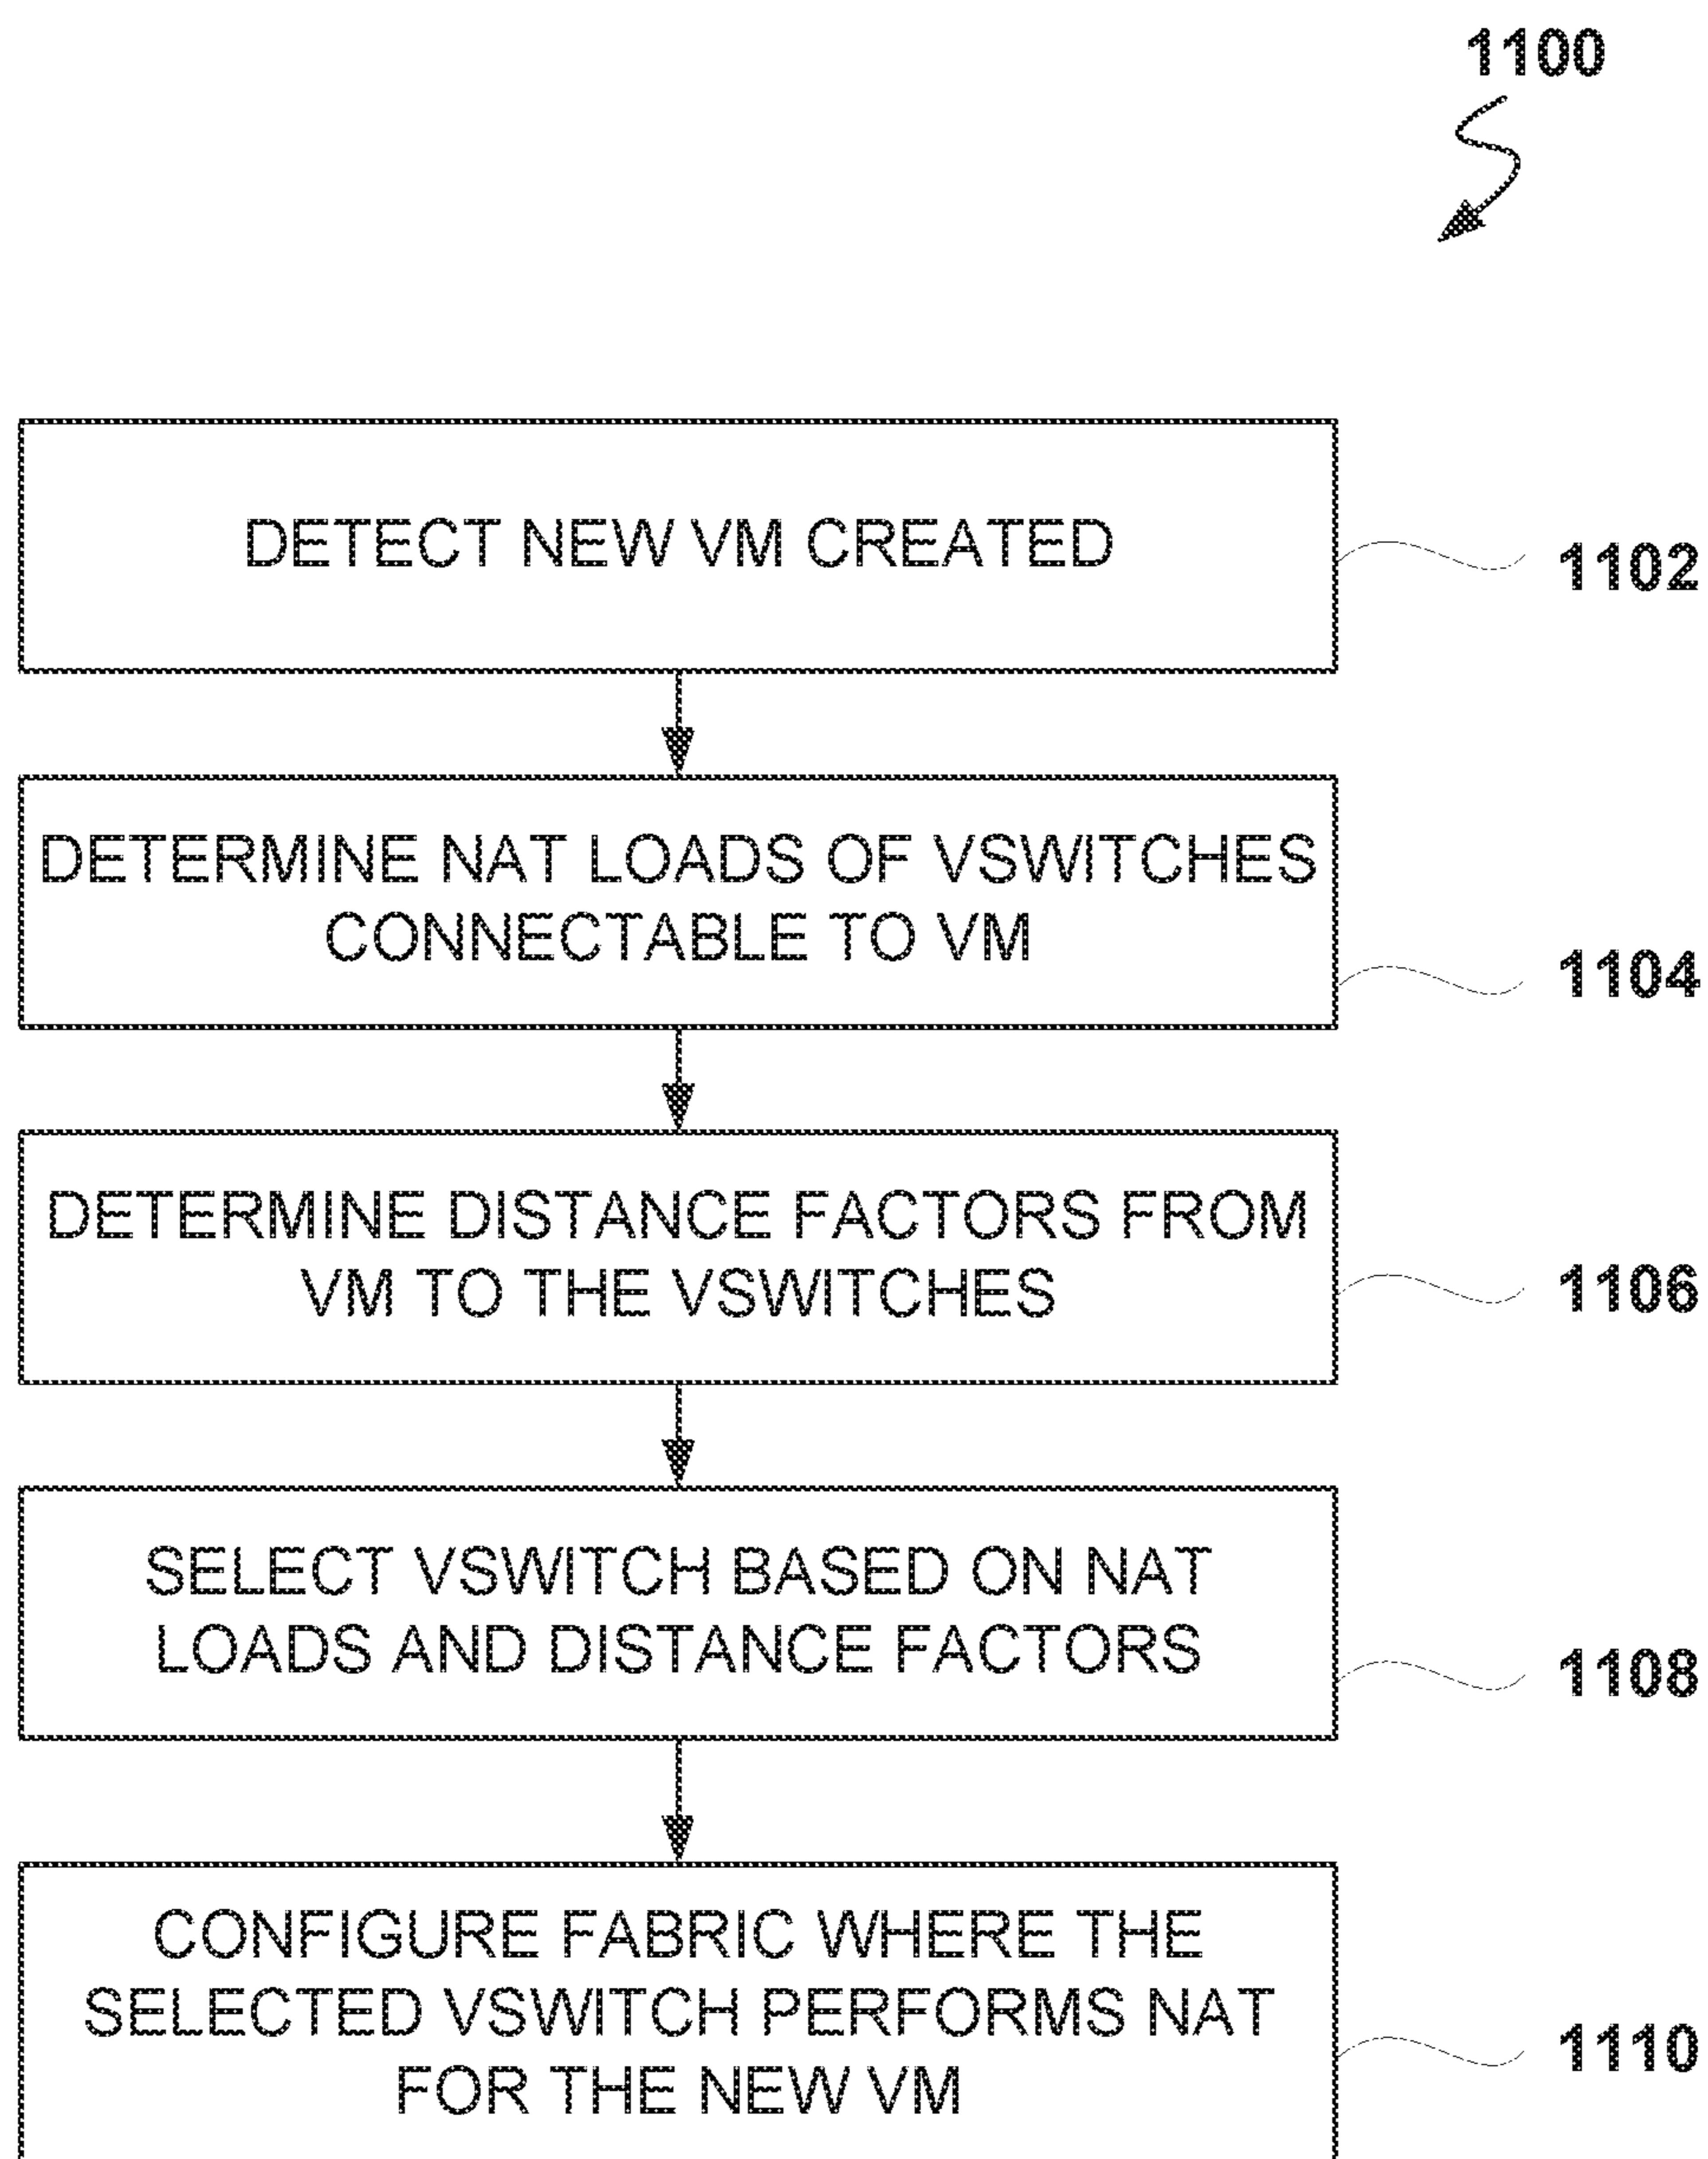 1100
DETECT NEW VM CREATED
1102
DETERMINE NAT LOADS OF VSWITCHES
CONNECTABLE TO VM
1104
DETERMINE DISTANCE FACTORS FROM
VM TO THE VSWITCHES
1106
SELECT VSWITCH BASED ON NAT
LOADS AND DISTANCE FACTORS
1108
CONFIGURE FABRIC WHERE THE
SELECTED VSWITCH PERFORMS NAT
FOR THE NEW VM
1110